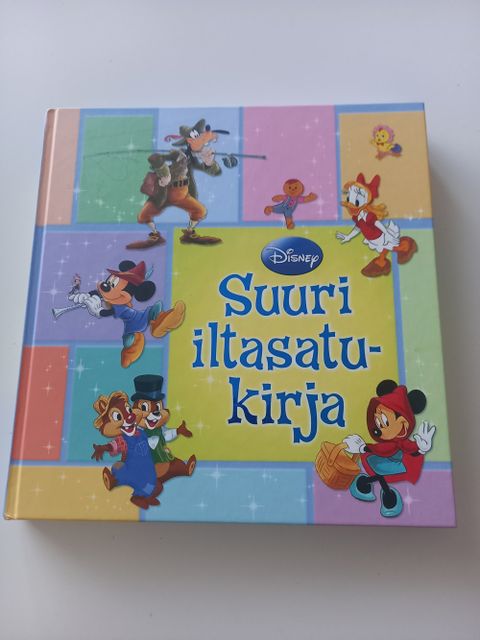 Disney
Suuri
iltasatu-
kirja